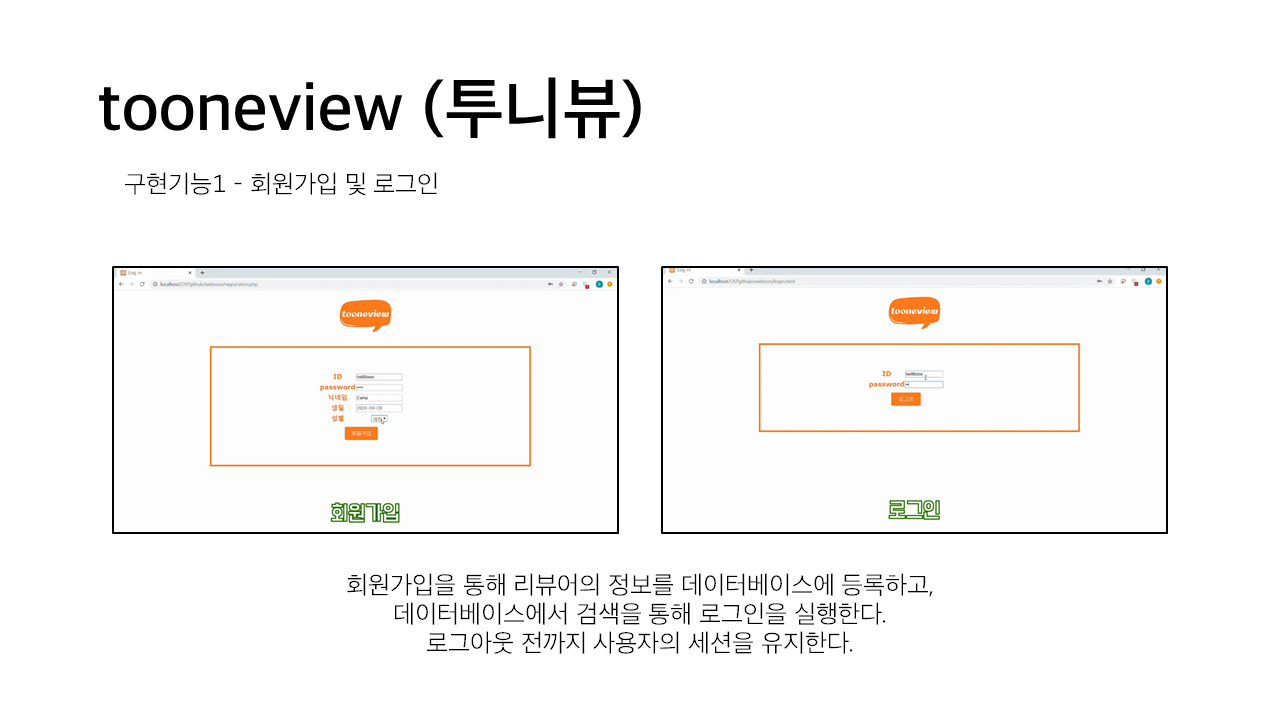 tooneview (투니뷰)
구현기능1 - 회원가입 및 로그인
Log in
localhost/OSP/github/webtoon/registration.php
tooneview
ID
password
닉네임
생일 2020-04-20
성별
회원가입
회원가입
Log in
localhost/OSP/github/webtoon/login.html
tooneview
ID
password
로그인
로그인
회원가입을 통해 리뷰어의 정보를 데이터베이스에 등록하고,
데이터베이스에서 검색을 통해 로그인을 실행한다.
로그아웃 전까지 사용자의 세션을 유지한다.